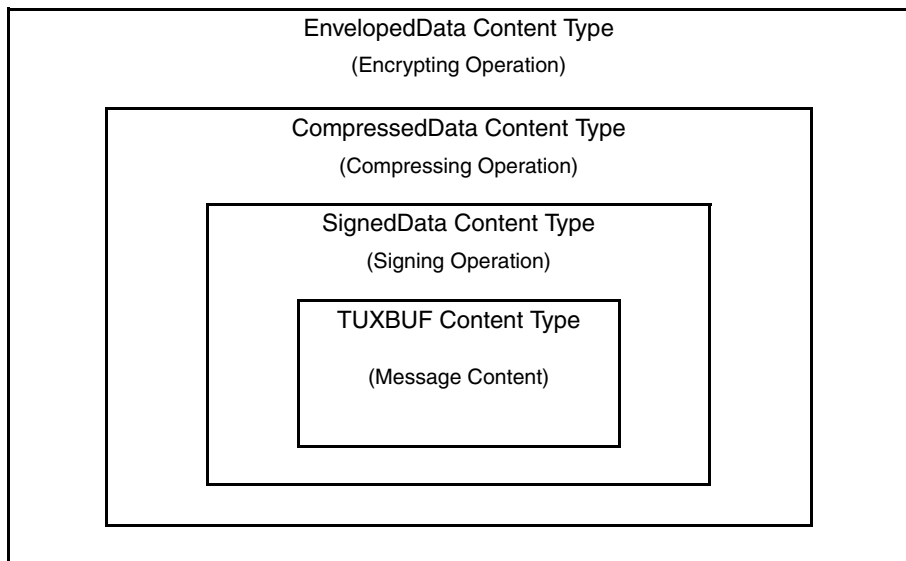 EnvelopedData Content Type
(Encrypting Operation)
CompressedData Content Type
(Compressing Operation)
SignedData Content Type
(Signing Operation)
TUXBUF Content Type
(Message Content)